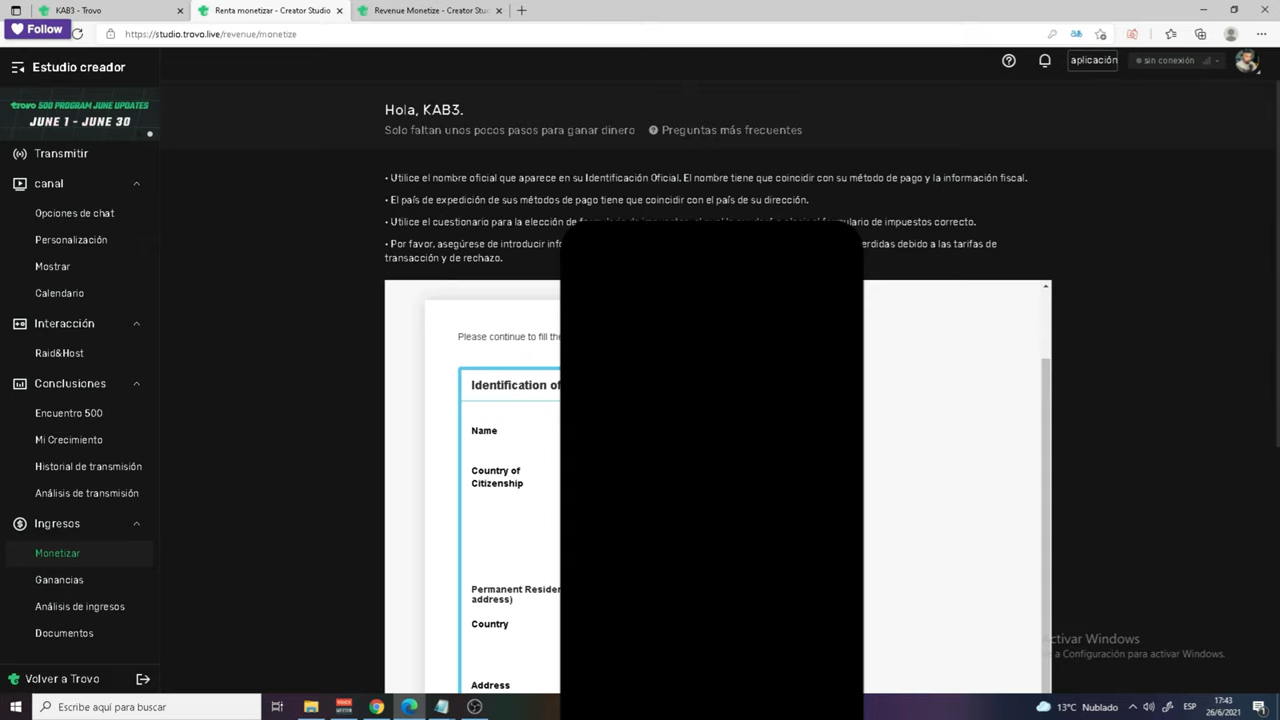 KAB3 - Trovo
Renta monetizar - Creator Studio
Revenue Monetize - Creator Stu
Follow
https://studio.trovo.live/revenue/monetize
Estudio creador
aplicación
sin conexión
trovo 500 PROGRAM JUNE UPDATES
JUNE 1 - JUNE 30
Transmitir
canal
Opciones de chat
Personalización
Mostrar
Calendario
Interacción
Raid&Host
Conclusiones
Encuentro 500
Mi Crecimiento
Historial de transmisión
Análisis de transmisión
Ingresos
Monetizar
Ganancias
Análisis de ingresos
Documentos
Volver a Trovo
Hola, KAB3.
Solo faltan unos pocos pasos para ganar dinero
Preguntas más frecuentes
• Utilice el nombre oficial que aparece en su Identificación Oficial. El nombre tiene que coincidir con su método de pago y la información fiscal.
• El país de expedición de sus métodos de pago tiene que coincidir con el país de su dirección.
• Utilice el cuestionario para la elección de formulario de impuestos correcto.
• Por favor, asegúrese de introducir erdidas debido a las tarifas de
transacción y de rechazo.
Please continue to fill the
Identification of
Name
Country of
Citizenship
Permanent Residen
address)
Country
Address
Activar Windows
a Configuración para activar Windows.
Escribe aquí para buscar
13°C Nublado
ESP
17:43
26/6/2021